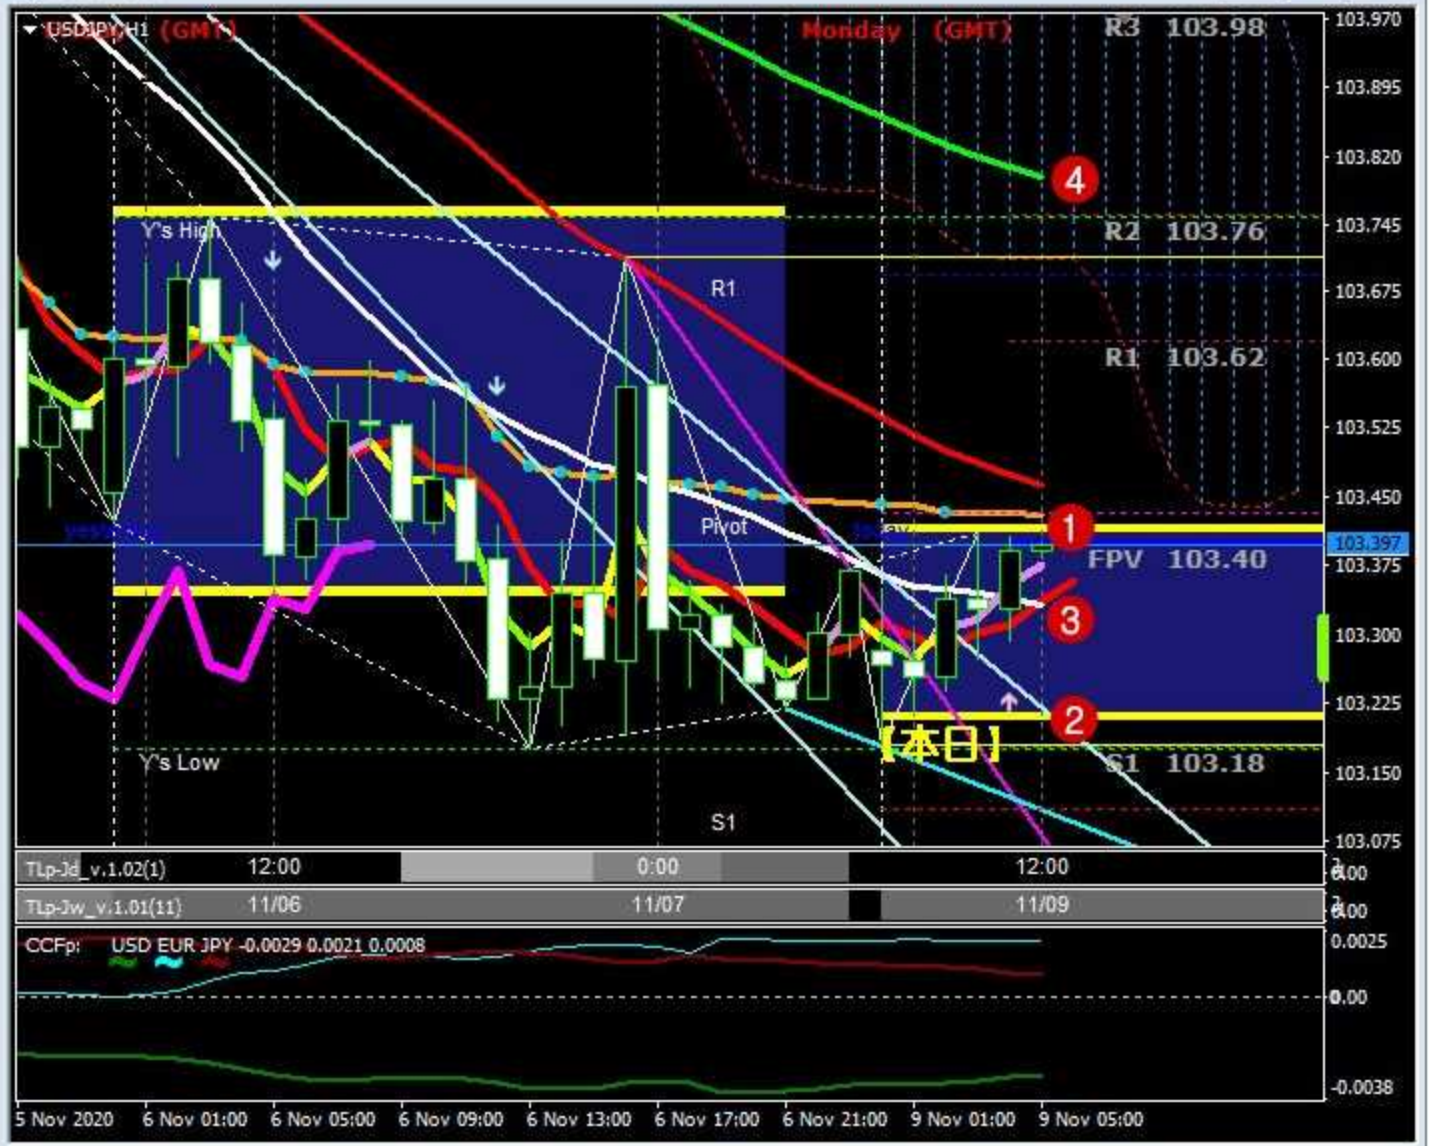 USDJPY,H1 (GMT)
Monday (GMT)
R3 103.98
103.970
103.895
103.820
4
103.745
Y's High
R2 103.76
103.675
R1
R1 103.62
103.600
103.525
103.450
Pivot
1
103.397
FPV 103.40
103.375
3
103.300
103.225
2
【本日】
Y's Low
S1 103.18
103.150
S1
103.075
TLp-Jd_v.1.02(1)
12:00
0:00
12:00
TLp-Jw_v.1.01(11)
11/06
11/07
11/09
CCFp: USD EUR JPY -0.0029 0.0021 0.0008
0.0025
0.00
-0.0038
5 Nov 2020
6 Nov 01:00
6 Nov 05:00
6 Nov 09:00
6 Nov 13:00
6 Nov 17:00
6 Nov 21:00
9 Nov 01:00
9 Nov 05:00